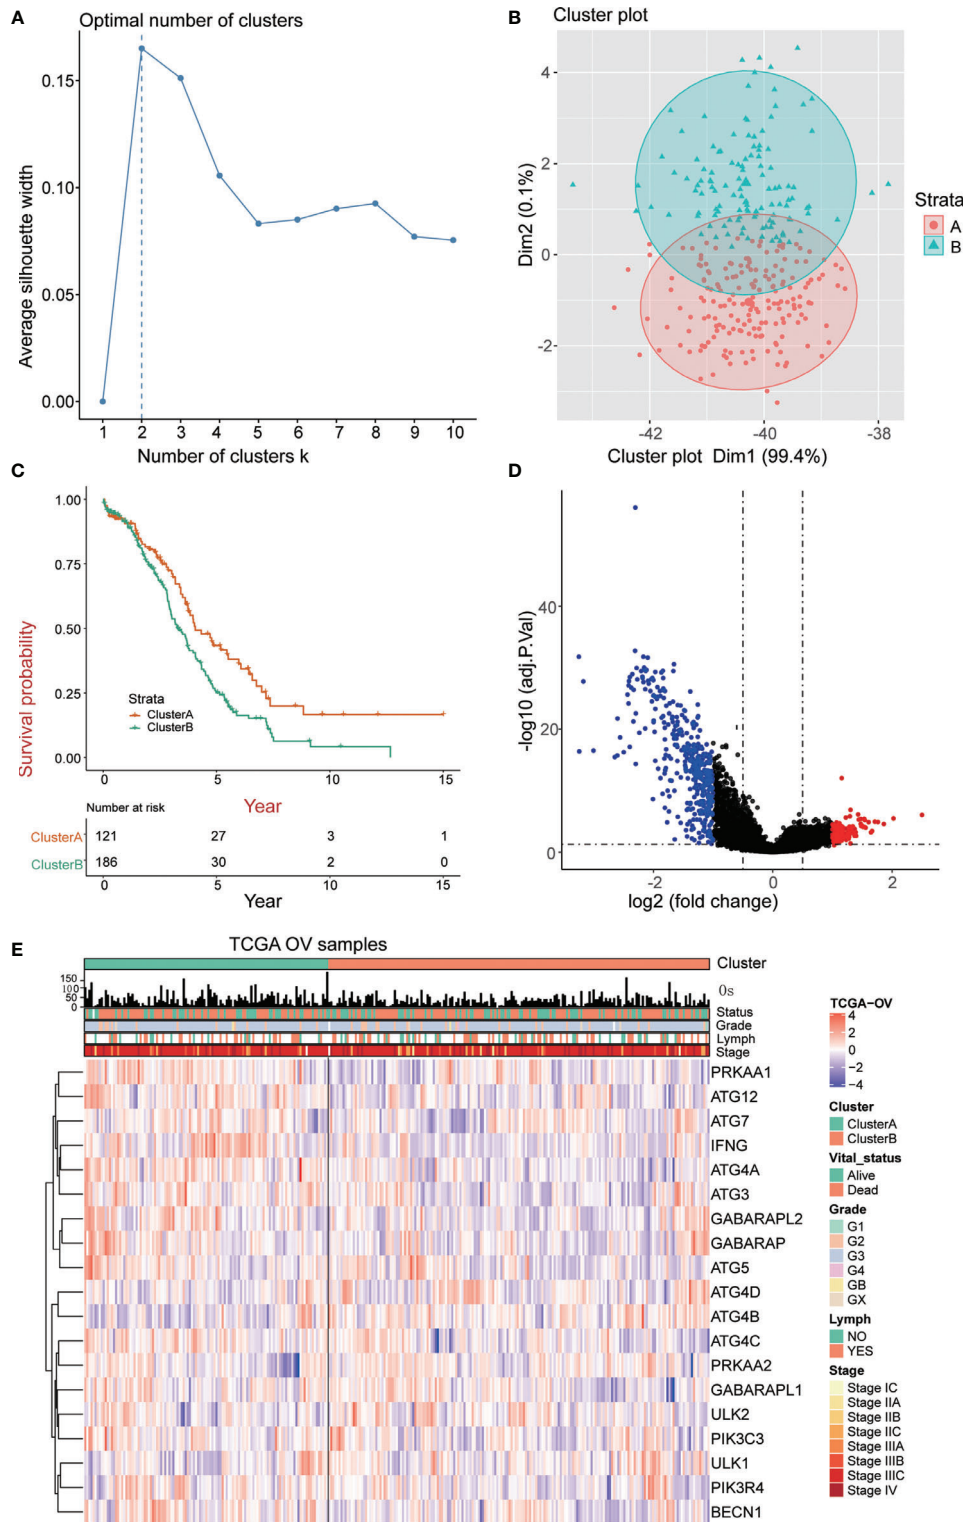 A
Optimal number of clusters
0.15
0.10
0.05
0.00
Average silhouette width
1 2 3 4 5 6 7 8 9 10
Number of clusters k
B
Cluster plot
4
2
0
-2
Dim2 (0.1%)
-42 -40 -38
Cluster plot Dim1 (99.4%)
Strata
A
B
C
1.00
0.75
0.50
0.25
0.00
Survival probability
Strata
ClusterA
ClusterB
0 5 10 15
Year
Number at risk
ClusterA 121 27 3 1
ClusterB 186 30 2 0
0 5 10 15
Year
D
40
20
0
-log10 (adj.P.Val)
-2 0 2
log2 (fold change)
E
TCGA OV samples
Cluster
150
100
50
0
0s
Status
Grade
Lymph
Stage
PRKAA1
ATG12
ATG7
IFNG
ATG4A
ATG3
GABARAPL2
GABARAP
ATG5
ATG4D
ATG4B
ATG4C
PRKAA2
GABARAPL1
ULK2
PIK3C3
ULK1
PIK3R4
BECN1
TCGA-OV
4
2
0
-2
-4
Cluster
ClusterA
ClusterB
Vital_status
Alive
Dead
Grade
G1
G2
G3
G4
GB
GX
Lymph
NO
YES
Stage
Stage IC
Stage IIA
Stage IIB
Stage IIC
Stage IIIA
Stage IIIB
Stage IIIC
Stage IV